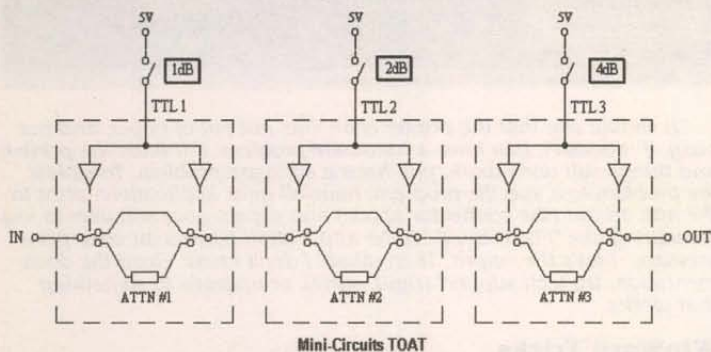 5V 5V 5V
1dB 2dB 4dB
TTL 1 TTL 2 TTL 3
IN OUT
ATTN #1 ATTN #2 ATTN #3
Mini-Circuits TOAT